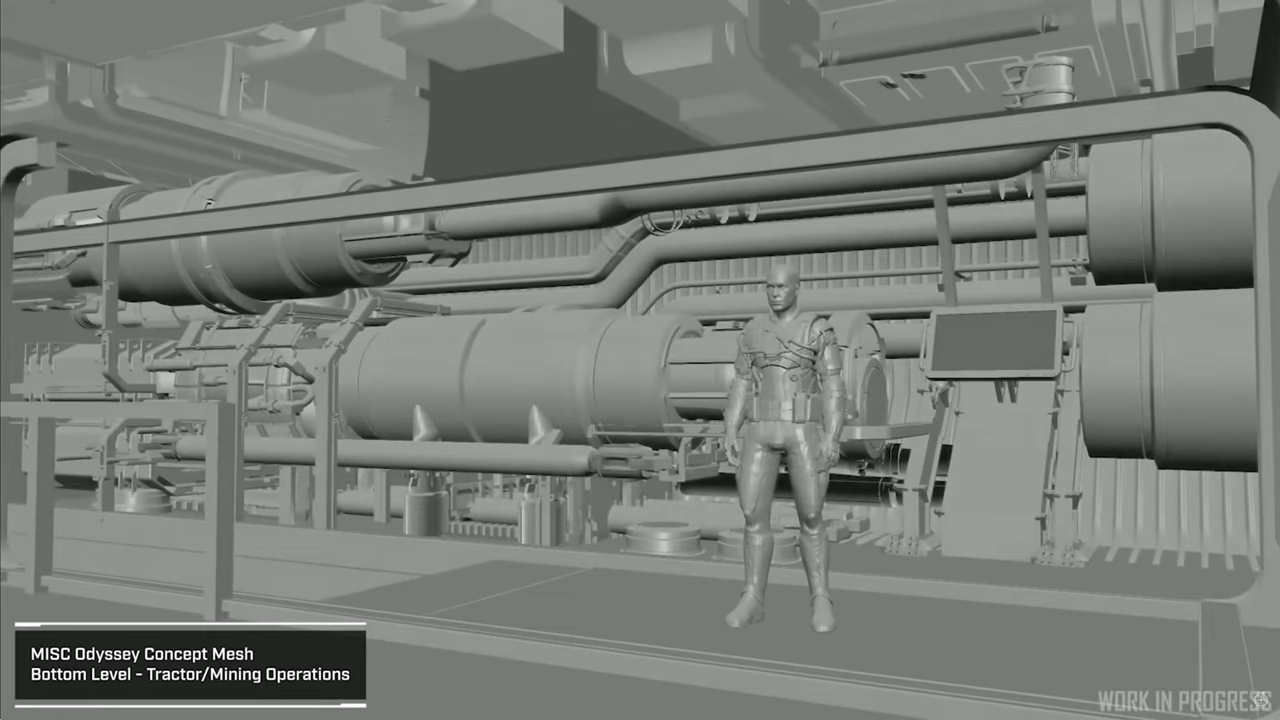 MISC Odyssey Concept Mesh
Bottom Level - Tractor/Mining Operations
WORK IN PROGRESS